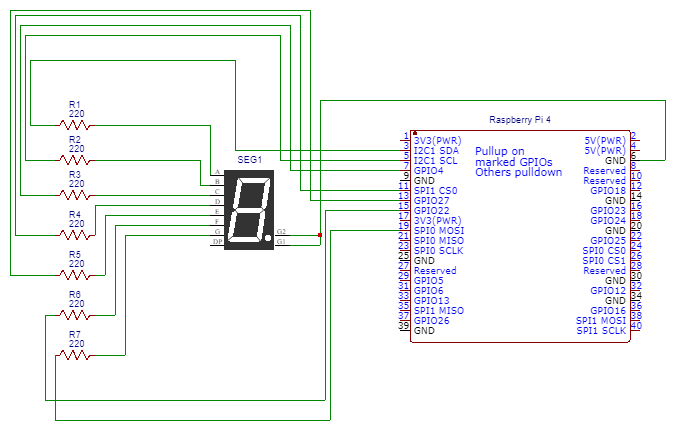 R1
220
R2
220
R3
220
R4
220
R5
220
R6
220
R7
220
SEG1
A
B
C
D
E
F
G
DP
G2
G1
Raspberry Pi 4
Pullup on
marked GPIOs
Others pulldown
1 3V3(PWR) 5V(PWR) 2
3 I2C1 SDA 5V(PWR) 4
5 I2C1 SCL GND 6
7 GPIO4 Reserved 8
9 GND Reserved 10
11 SPI1 CS0 GPIO18 12
13 GPIO27 GND 14
15 GPIO22 GPIO23 16
17 3V3(PWR) GPIO24 18
19 SPI0 MOSI GND 20
21 SPI0 MISO GPIO25 22
23 SPI0 SCLK SPI0 CS0 24
25 GND SPI0 CS1 26
27 Reserved Reserved 28
29 GPIO5 GND 30
31 GPIO6 GPIO12 32
33 GPIO13 GND 34
35 SPI1 MISO GPIO16 36
37 GPIO26 SPI1 MOSI 38
39 GND SPI1 SCLK 40